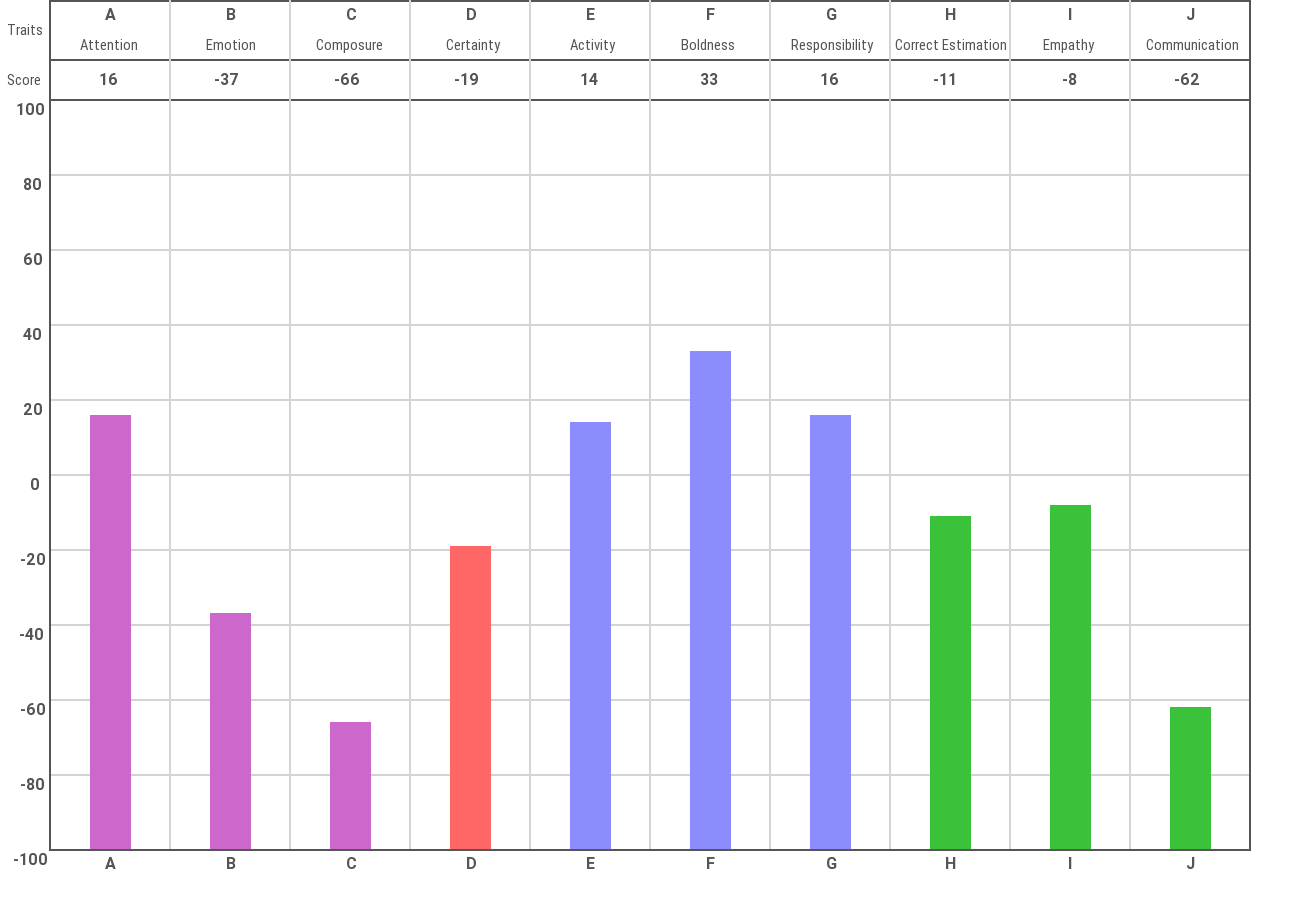 Traits
A B C D E F G H I J
Attention Emotion Composure Certainty Activity Boldness Responsibility Correct Estimation Empathy Communication
Score 16 -37 -66 -19 14 33 16 -11 -8 -62
100
80
60
40
20
0
-20
-40
-60
-80
-100
A B C D E F G H I J